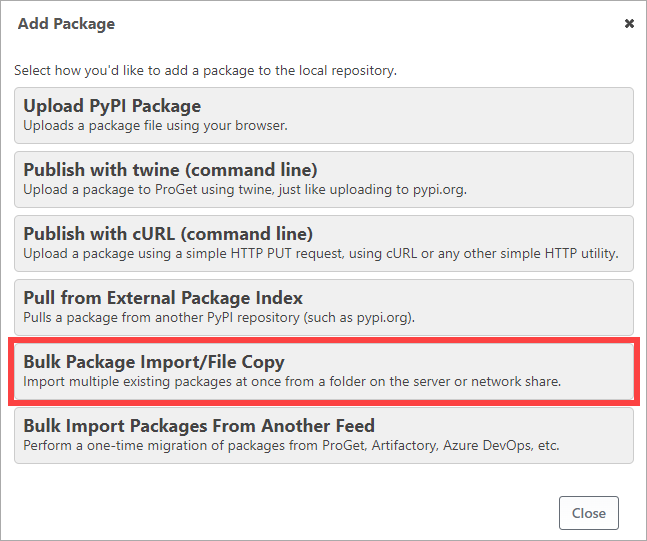 Add Package
Select how you'd like to add a package to the local repository.
Upload PyPI Package
Uploads a package file using your browser.
Publish with twine (command line)
Upload a package to ProGet using twine, just like uploading to pypi.org.
Publish with cURL (command line)
Upload a package using a simple HTTP PUT request, using cURL or any other simple HTTP utility.
Pull from External Package Index
Pulls a package from another PyPI repository (such as pypi.org).
Bulk Package Import/File Copy
Import multiple existing packages at once from a folder on the server or network share.
Bulk Import Packages From Another Feed
Perform a one-time migration of packages from ProGet, Artifactory, Azure DevOps, etc.
Close